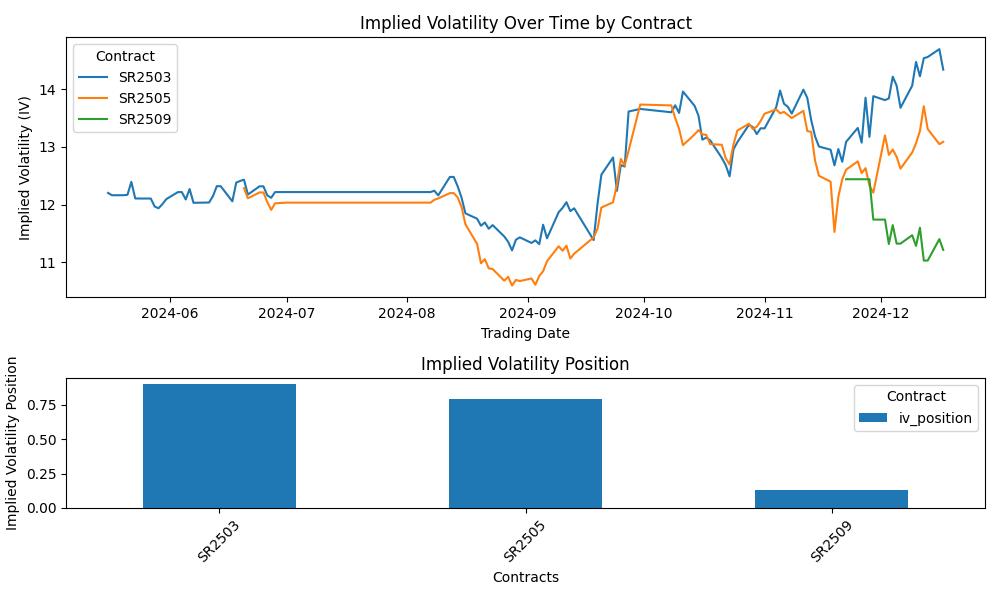 Implied Volatility Over Time by Contract
Implied Volatility (IV)
14
13
12
11
Contract
SR2503
SR2505
SR2509
2024-06 2024-07 2024-08 2024-09 2024-10 2024-11 2024-12
Trading Date
Implied Volatility Position
Implied Volatility Position
0.75
0.50
0.25
0.00
Contract
iv_position
SR2503 SR2505 SR2509
Contracts